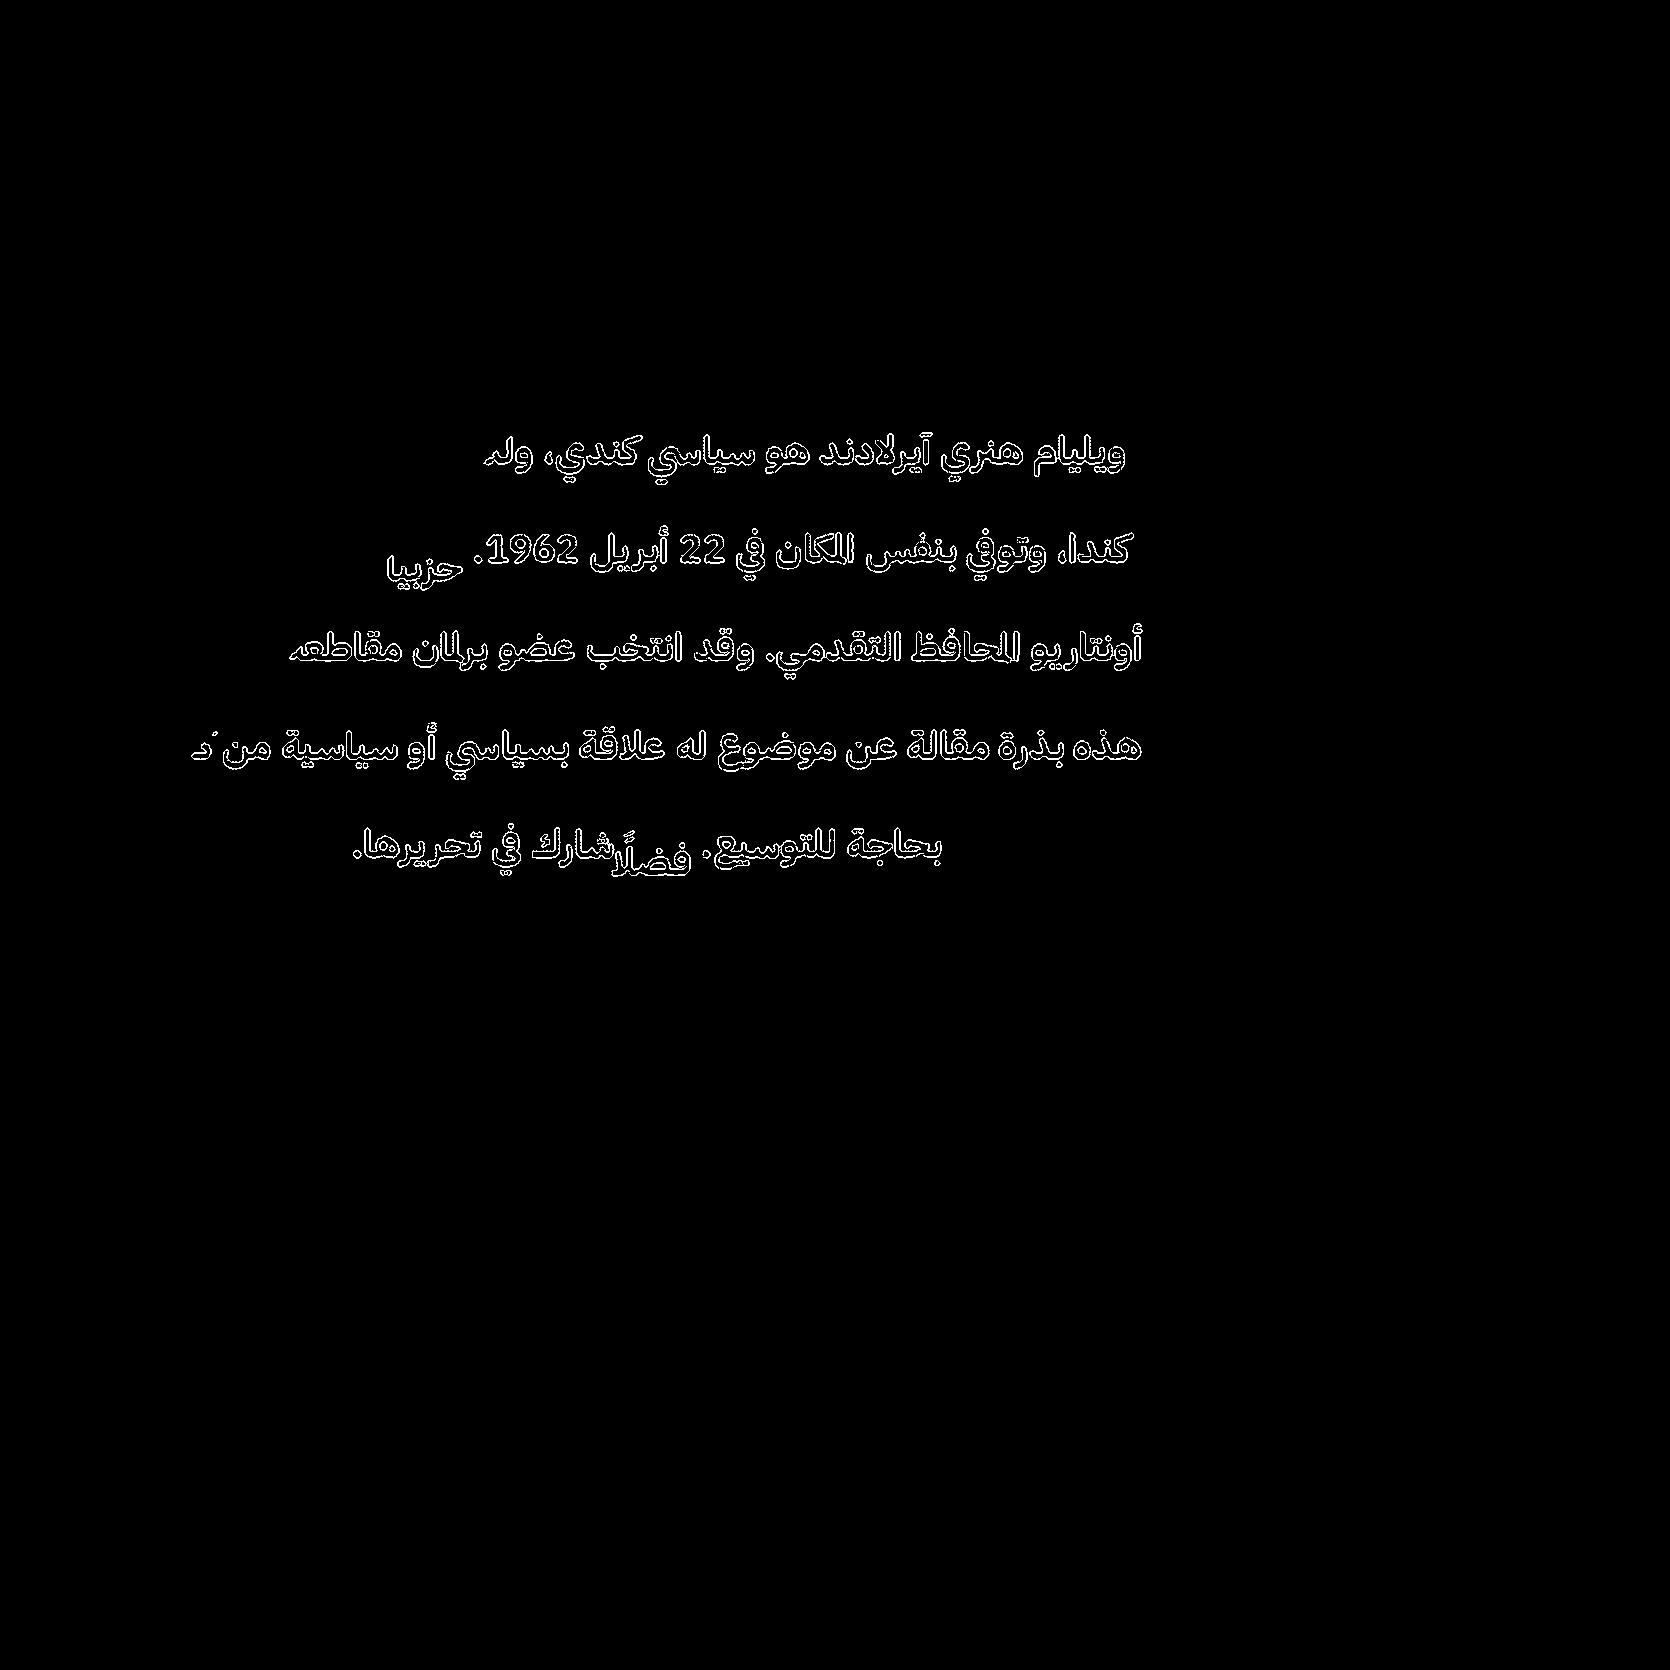 ويليام هنري آيرلادند هو سياسي كندي،
كندا، وتوفي بنفس المكان في 22 أبريل 1962. حزبيا
أونتاريو المحافظ التقدمي. وقد انتخب عضو برلمان
هذه بذرة مقالة عن موضوع له علاقة بسياسي أو سياسية من
بحاجة للتوسيع. فضلًا شارك في تحريرها.